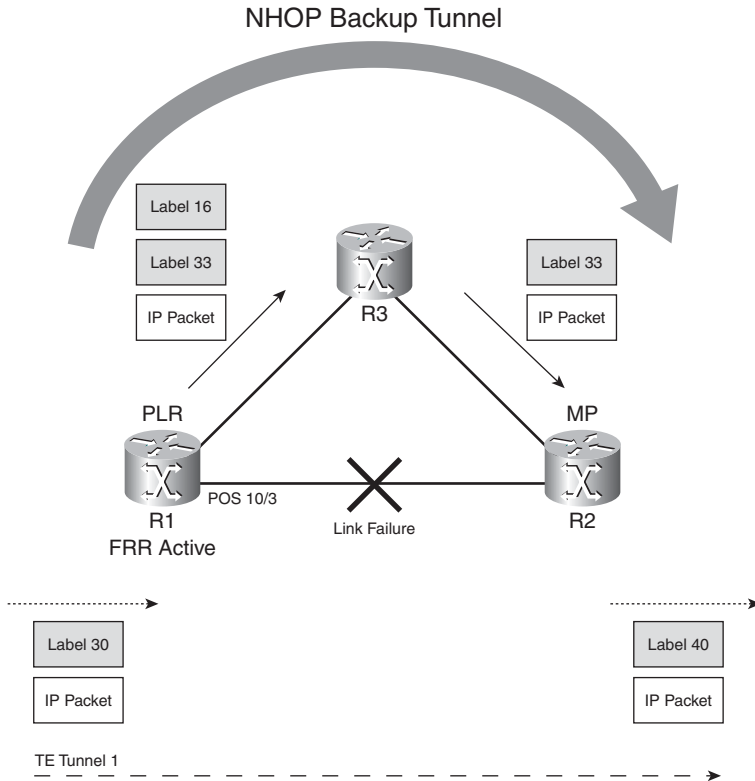 NHOP Backup Tunnel
Label 16
Label 33
IP Packet
Label 33
IP Packet
R3
PLR
MP
POS 10/3
R1
FRR Active
Link Failure
R2
Label 30
IP Packet
Label 40
IP Packet
TE Tunnel 1